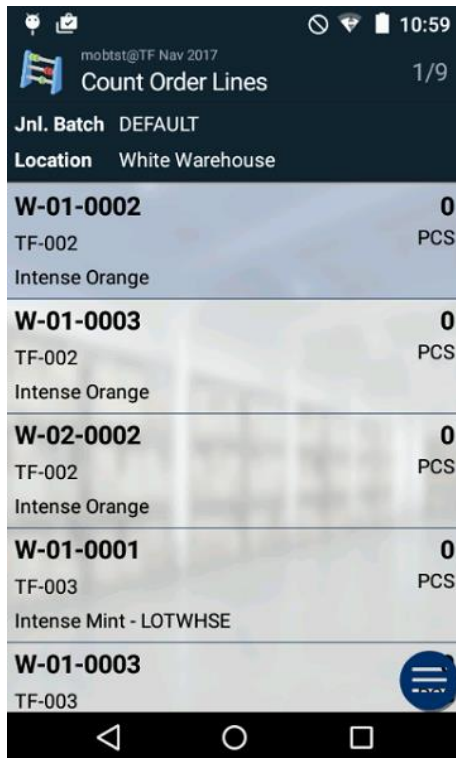 10:59
mobtst@TF Nav 2017
Count Order Lines
1/9
Jnl. Batch DEFAULT
Location White Warehouse
W-01-0002 0
TF-002 PCS
Intense Orange
W-01-0003 0
TF-002 PCS
Intense Orange
W-02-0002 0
TF-002 PCS
Intense Orange
W-01-0001 0
TF-003 PCS
Intense Mint - LOTWHSE
W-01-0003
TF-003